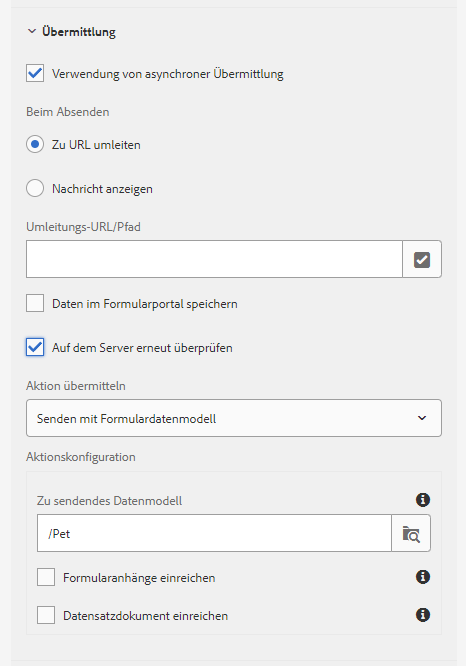 Übermittlung
Verwendung von asynchroner Übermittlung
Beim Absenden
Zu URL umleiten
Nachricht anzeigen
Umleitungs-URL/Pfad
Daten im Formularportal speichern
Auf dem Server erneut überprüfen
Aktion übermitteln
Senden mit Formulardatenmodell
Aktionskonfiguration
Zu sendendes Datenmodell
/Pet
Formularanhänge einreichen
Datensatzdokument einreichen